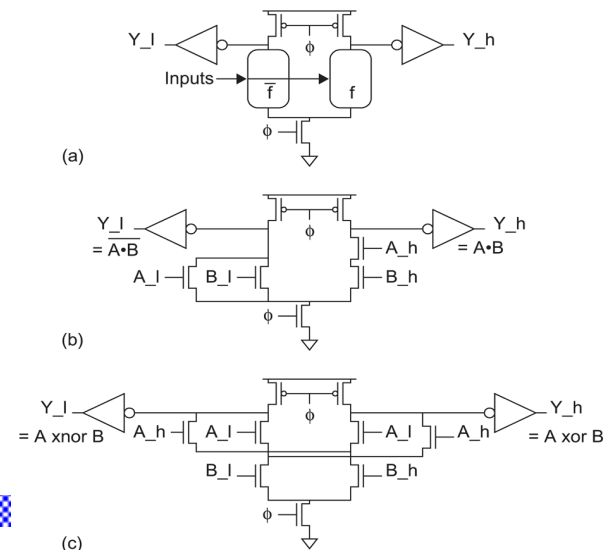 Y_l
ϕ
Y_h
Inputs
f̅
f
ϕ
(a)
Y_l
ϕ
Y_h
= A̅•̅B̅
A_h
= A•B
A_l
B_l
B_h
ϕ
(b)
Y_l
ϕ
Y_h
= A xnor B
A_h
A_l
A_l
A_h
= A xor B
B_l
B_h
ϕ
(c)